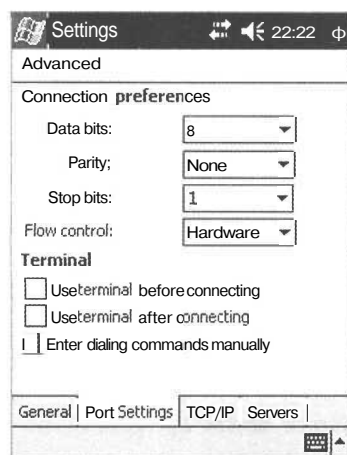 Settings 22:22 ф
Advanced
Connection preferences
Data bits: 8
Parity; None
Stop bits: 1
Flow control: Hardware
Terminal
Use terminal before connecting
Use terminal after connecting
Enter dialing commands manually
General | Port Settings | TCP/IP Servers |